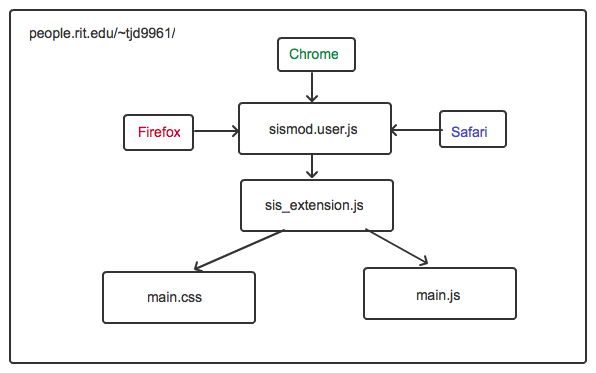 people.rit.edu/~tjd9961/
Chrome
Firefox
sismod.user.js
Safari
sis_extension.js
main.css
main.js